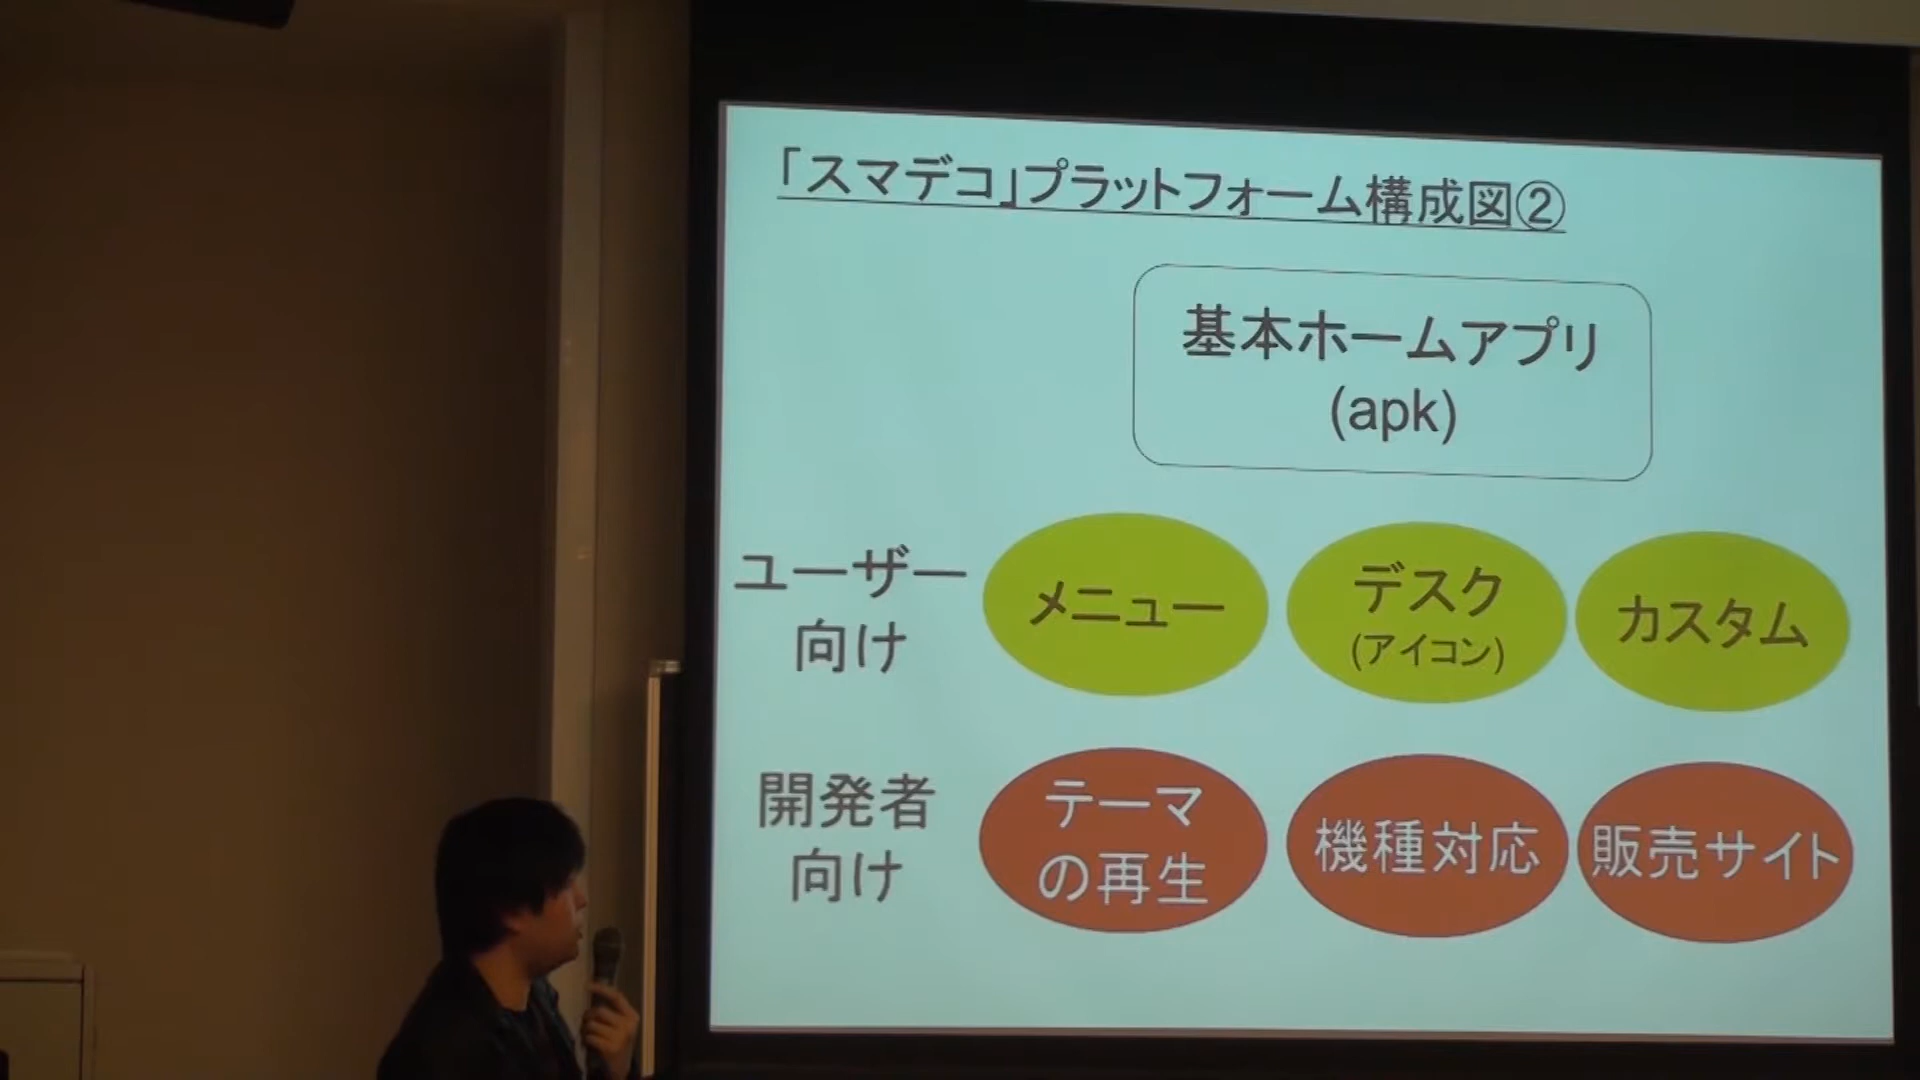 「スマデコ」プラットフォーム構成図②
基本ホームアプリ
(apk)
ユーザー
向け
メニュー
デスク
(アイコン)
カスタム
開発者
向け
テーマ
の再生
機種対応
販売サイト